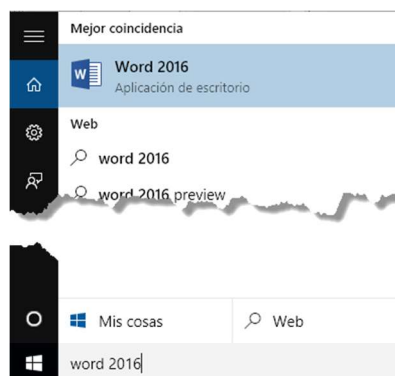 Mejor coincidencia
Word 2016
Aplicación de escritorio
Web
word 2016
word 2016 preview
Mis cosas
Web
word 2016